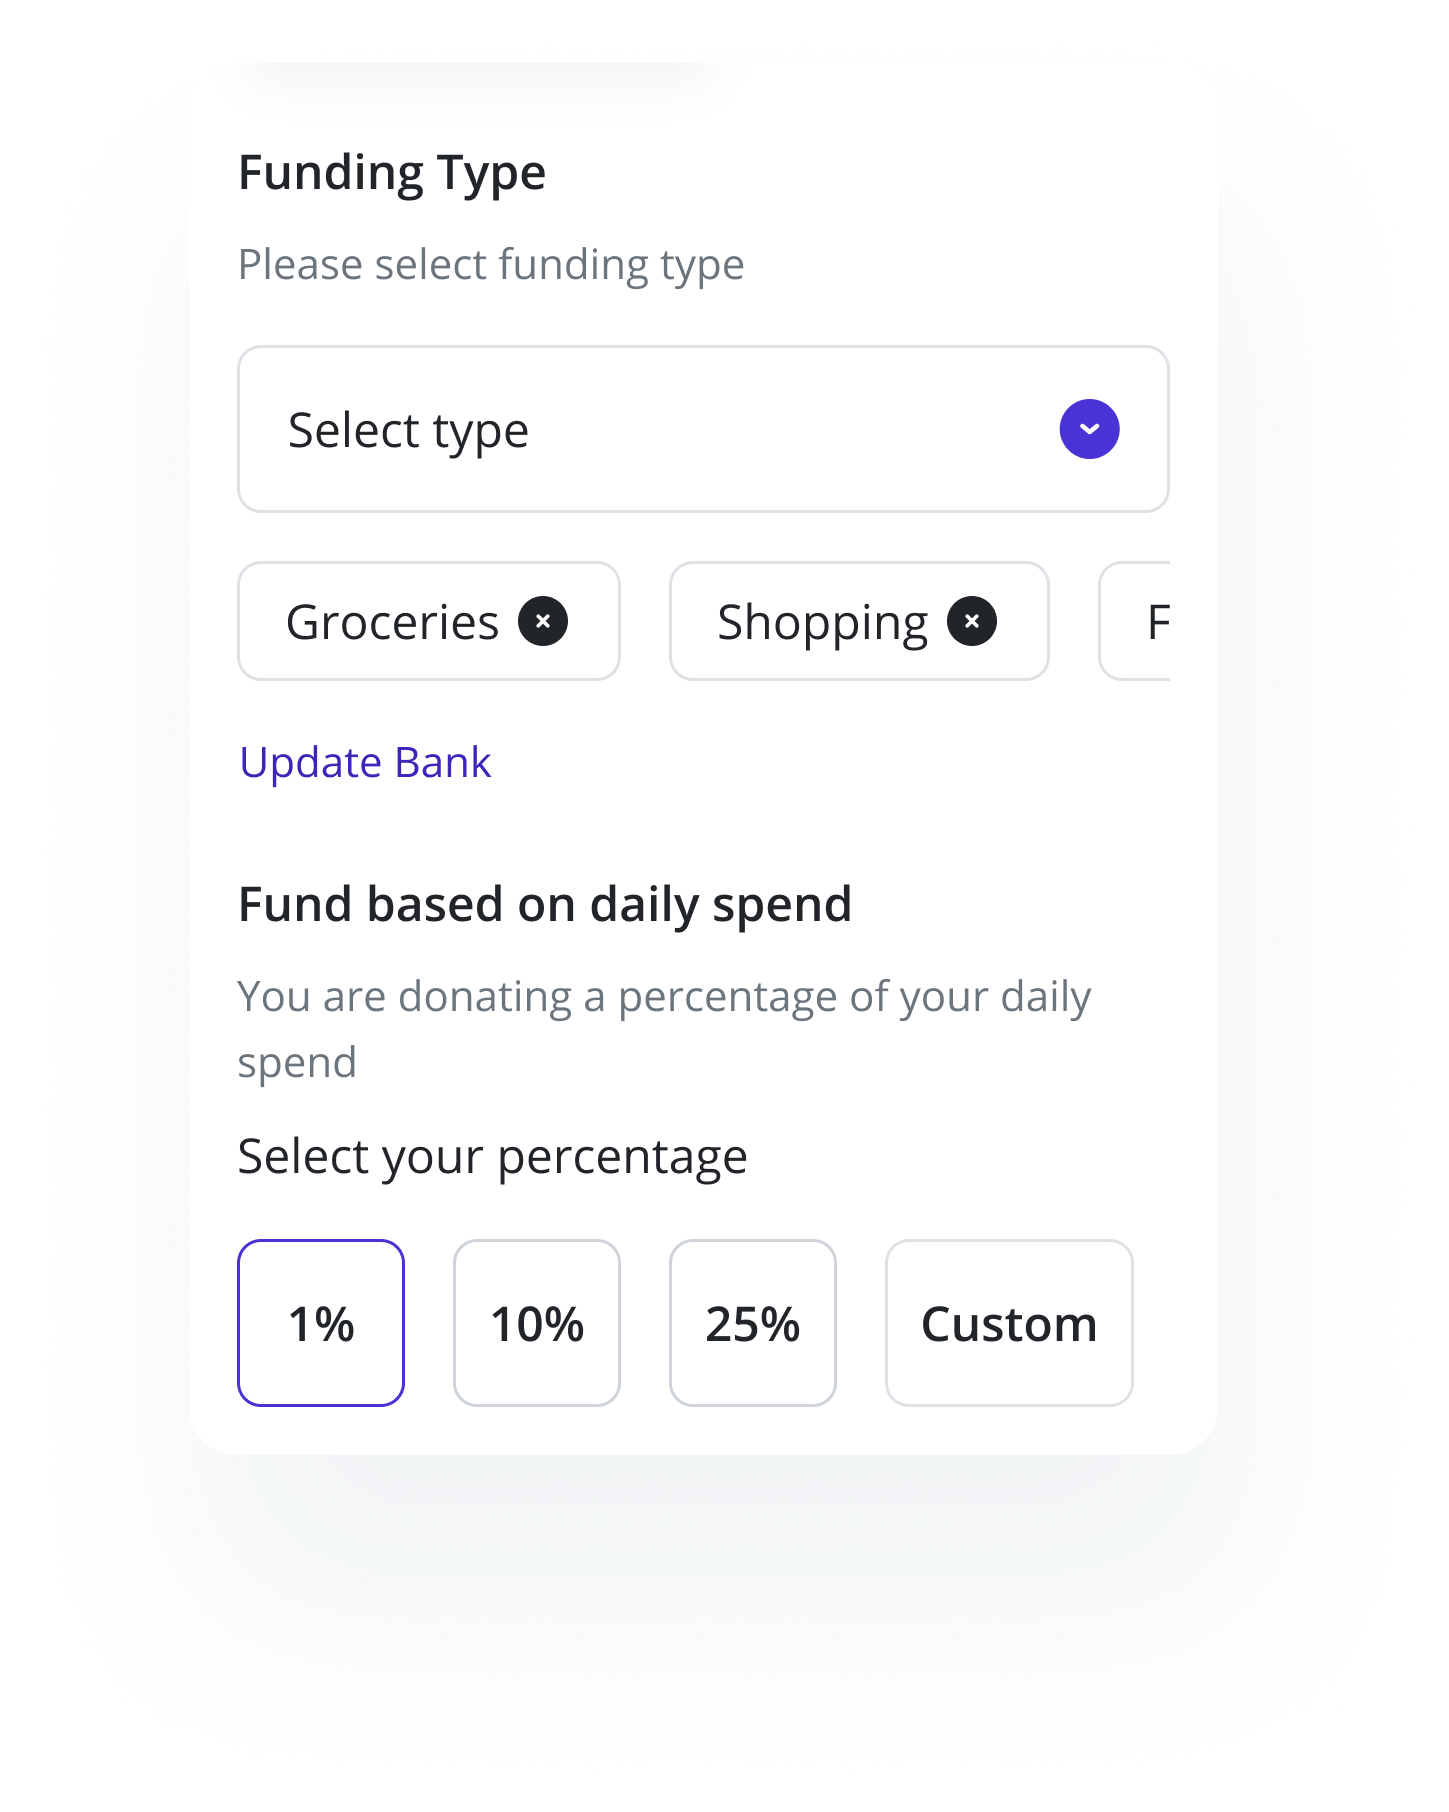 Funding Type
Please select funding type
Select type
Groceries Shopping F
Update Bank
Fund based on daily spend
You are donating a percentage of your daily
spend
Select your percentage
1% 10% 25% Custom